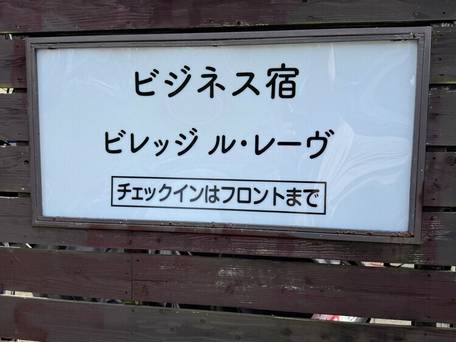 ビジネス宿
ビレッジ ル・レーヴ
チェックインはフロントまで